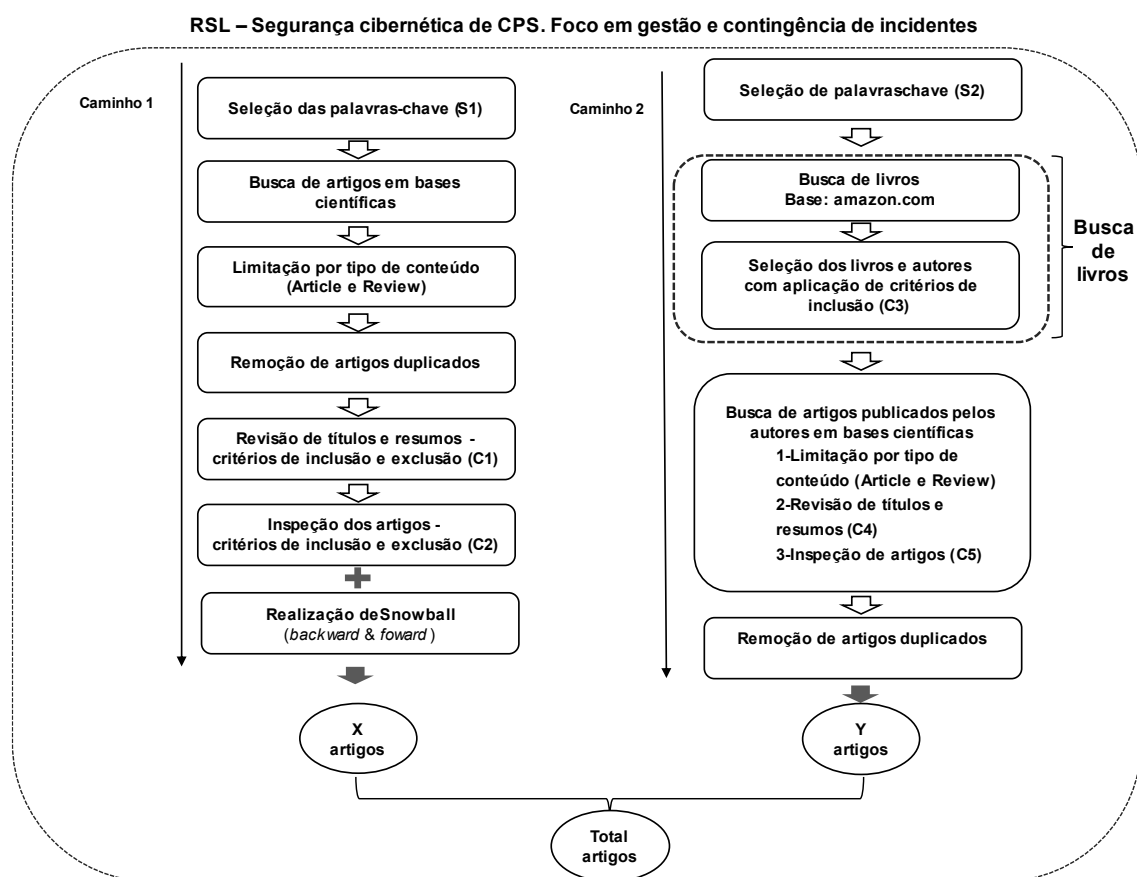 RSL – Segurança cibernética de CPS. Foco em gestão e contingência de incidentes
Caminho 1
Seleção das palavras-chave (S1)
Busca de artigos em bases
científicas
Limitação por tipo de conteúdo
(Article e Review)
Remoção de artigos duplicados
Revisão de títulos e resumos -
critérios de inclusão e exclusão (C1)
Inspeção dos artigos -
critérios de inclusão e exclusão (C2)
Realização deSnowball
(backward & foward )
X
artigos
Caminho 2
Seleção de palavraschave (S2)
Busca de livros
Base: amazon.com
Seleção dos livros e autores
com aplicação de critérios de
inclusão (C3)
Busca
de
livros
Busca de artigos publicados pelos
autores em bases científicas
1-Limitação por tipo de
conteúdo (Article e Review)
2-Revisão de títulos e
resumos (C4)
3-Inspeção de artigos (C5)
Remoção de artigos duplicados
Y
artigos
Total
artigos